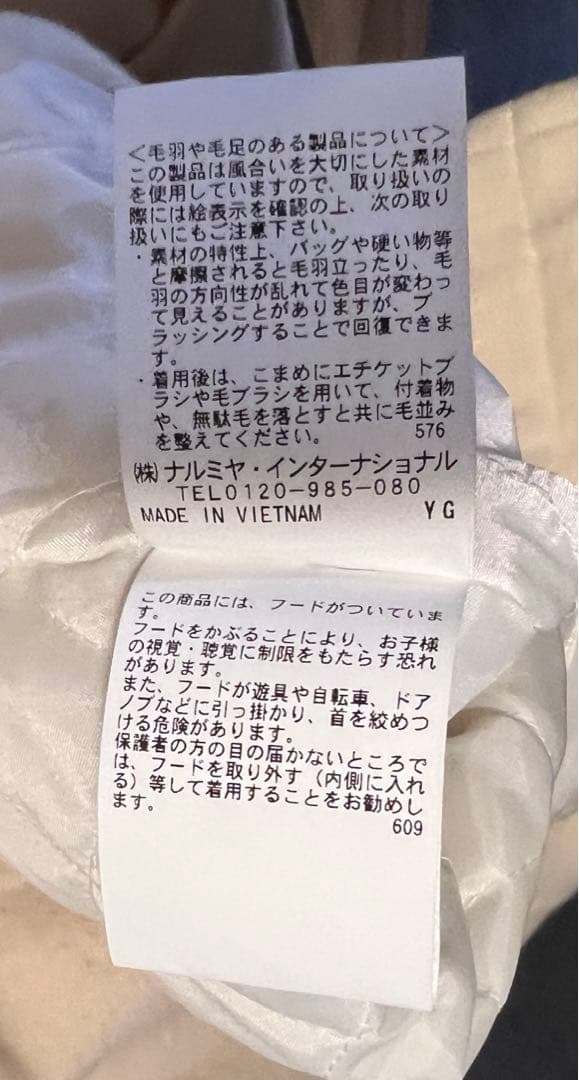 ＜毛羽や毛足のある製品について＞
この製品は風合いを大切にした素材
を使用していますので、取り扱いの
際には絵表示を確認の上、次の取り
扱いにもご注意下さい。
・素材の特性上、バッグや硬い物等
と摩擦されると毛羽立ったり、毛
羽の方向性が乱れて色目が変わっ
て見えることがありますが、ブ
ラッシングすることで回復できま
す。
・着用後は、こまめにエチケットブ
ラシや毛ブラシを用いて、付着物
や、無駄毛を落とすと共に毛並み
を整えてください。 576
㈱ナルミヤ・インターナショナル
TEL0120-985-080
MADE IN VIETNAM YG
この商品には、フードがついていま
す。
フードをかぶることにより、お子様
の視覚・聴覚に制限をもたらす恐れ
があります。
また、フードが遊具や自転車、ドア
ノブなどに引っ掛かり、首を絞めつ
ける危険があります。
保護者の方の目の届かないところで
は、フードを取り外す（内側に入れ
る）等して着用することをお勧めし
ます。
609